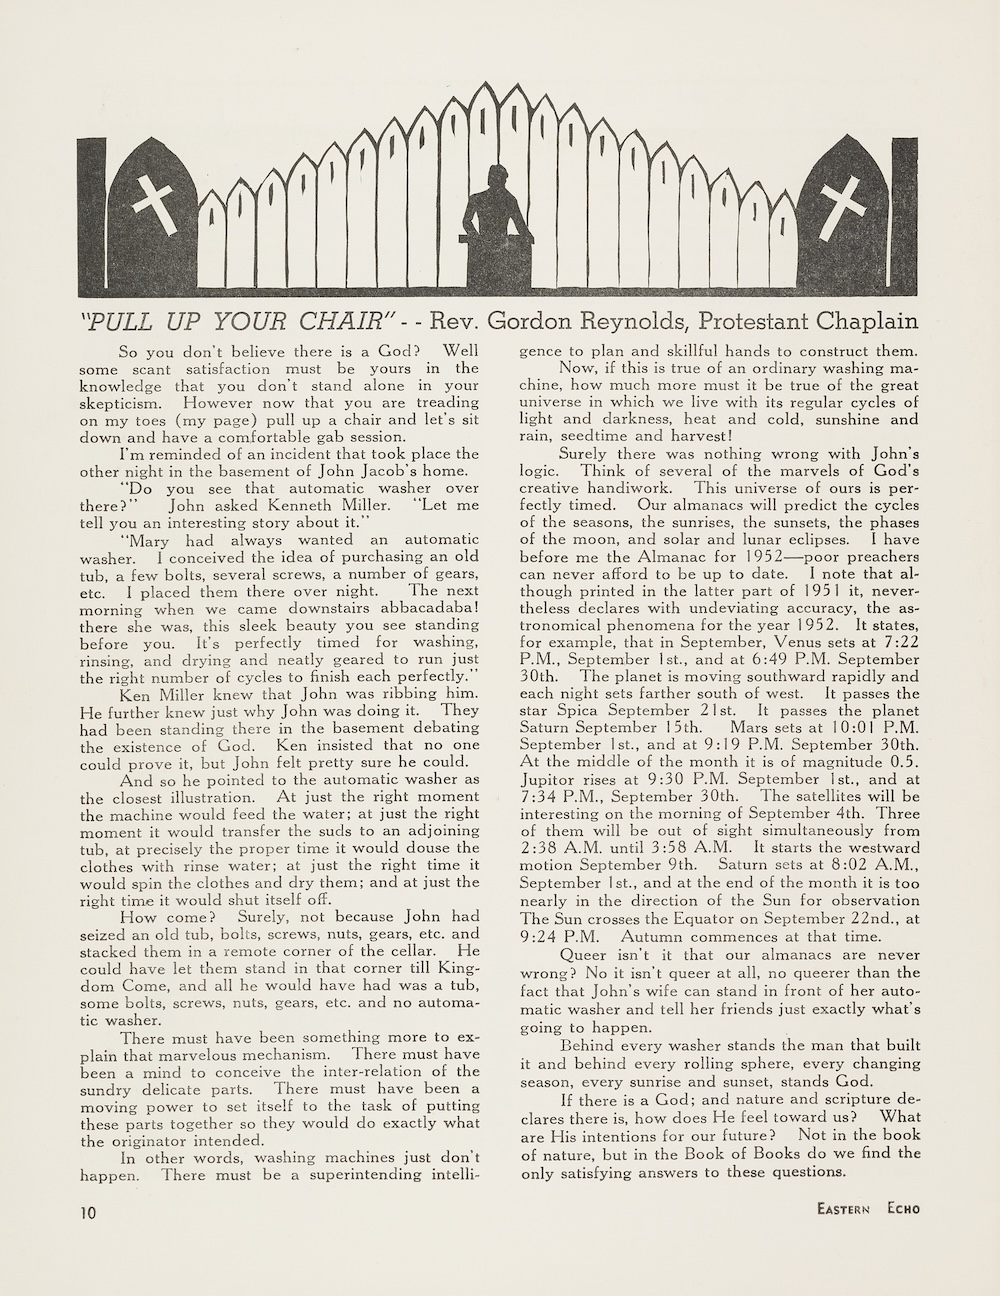 "PULL UP YOUR CHAIR" - - Rev. Gordon Reynolds, Protestant Chaplain
So you don't believe there is a God? Well
some scant satisfaction must be yours in the
knowledge that you don't stand alone in your
skepticism. However now that you are treading
on my toes (my page) pull up a chair and let's sit
down and have a comfortable gab session.
I'm reminded of an incident that took place the
other night in the basement of John Jacob's home.
"Do you see that automatic washer over
there?" John asked Kenneth Miller. "Let me
tell you an interesting story about it."
"Mary had always wanted an automatic
washer. I conceived the idea of purchasing an old
tub, a few bolts, several screws, a number of gears,
etc. I placed them there over night. The next
morning when we came downstairs abbacadaba!
there she was, this sleek beauty you see standing
before you. It's perfectly timed for washing,
rinsing, and drying and neatly geared to run just
the right number of cycles to finish each perfectly."
Ken Miller knew that John was ribbing him.
He further knew just why John was doing it. They
had been standing there in the basement debating
the existence of God. Ken insisted that no one
could prove it, but John felt pretty sure he could.
And so he pointed to the automatic washer as
the closest illustration. At just the right moment
the machine would feed the water; at just the right
moment it would transfer the suds to an adjoining
tub, at precisely the proper time it would douse the
clothes with rinse water; at just the right time it
would spin the clothes and dry them; and at just the
right time it would shut itself off.
How come? Surely, not because John had
seized an old tub, bolts, screws, nuts, gears, etc. and
stacked them in a remote corner of the cellar. He
could have let them stand in that corner till King-
dom Come, and all he would have had was a tub,
some bolts, screws, nuts, gears, etc. and no automa-
tic washer.
There must have been something more to ex-
plain that marvelous mechanism. There must have
been a mind to conceive the inter-relation of the
sundry delicate parts. There must have been a
moving power to set itself to the task of putting
these parts together so they would do exactly what
the originator intended.
In other words, washing machines just don't
happen. There must be a superintending intelli-
gence to plan and skillful hands to construct them.
Now, if this is true of an ordinary washing ma-
chine, how much more must it be true of the great
universe in which we live with its regular cycles of
light and darkness, heat and cold, sunshine and
rain, seedtime and harvest!
Surely there was nothing wrong with John's
logic. Think of several of the marvels of God's
creative handiwork. This universe of ours is per-
fectly timed. Our almanacs will predict the cycles
of the seasons, the sunrises, the sunsets, the phases
of the moon, and solar and lunar eclipses. I have
before me the Almanac for 1952—poor preachers
can never afford to be up to date. I note that al-
though printed in the latter part of 1951 it, never-
theless declares with undeviating accuracy, the as-
tronomical phenomena for the year 1952. It states,
for example, that in September, Venus sets at 7:22
P.M., September 1st., and at 6:49 P.M. September
30th. The planet is moving southward rapidly and
each night sets farther south of west. It passes the
star Spica September 21st. It passes the planet
Saturn September 15th. Mars sets at 10:01 P.M.
September 1st., and at 9:19 P.M. September 30th.
At the middle of the month it is of magnitude 0.5.
Jupitor rises at 9:30 P.M. September 1st., and at
7:34 P.M., September 30th. The satellites will be
interesting on the morning of September 4th. Three
of them will be out of sight simultaneously from
2:38 A.M. until 3:58 A.M. It starts the westward
motion September 9th. Saturn sets at 8:02 A.M.,
September 1st., and at the end of the month it is too
nearly in the direction of the Sun for observation
The Sun crosses the Equator on September 22nd., at
9:24 P.M. Autumn commences at that time.
Queer isn't it that our almanacs are never
wrong? No it isn't queer at all, no queerer than the
fact that John's wife can stand in front of her auto-
matic washer and tell her friends just exactly what's
going to happen.
Behind every washer stands the man that built
it and behind every rolling sphere, every changing
season, every sunrise and sunset, stands God.
If there is a God; and nature and scripture de-
clares there is, how does He feel toward us? What
are His intentions for our future? Not in the book
of nature, but in the Book of Books do we find the
only satisfying answers to these questions.
10
EASTERN ECHO